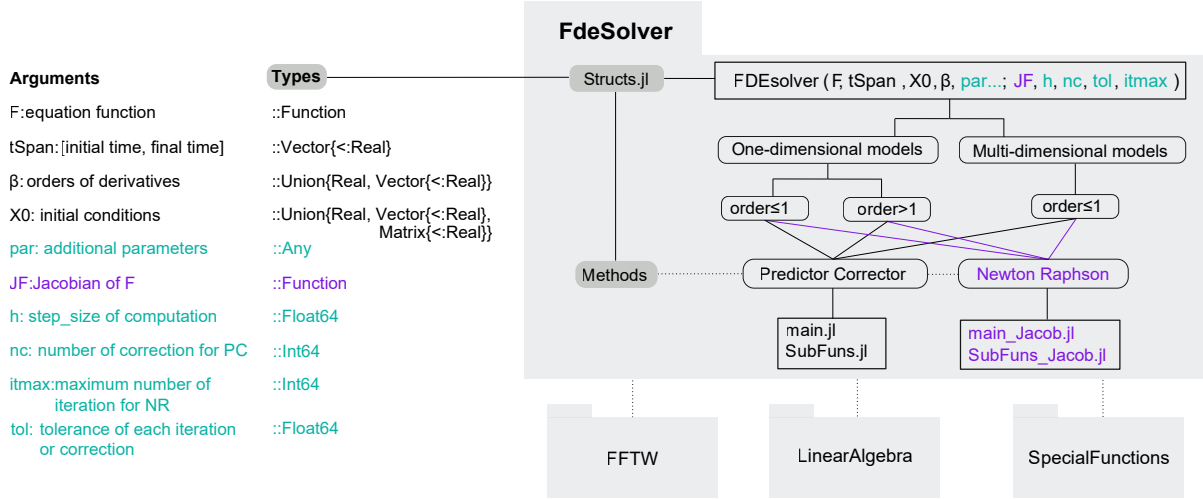 FdeSolver
Arguments
Types
Structs.jl
FDEsolver ( F, tSpan , X0, β, par...; JF, h, nc, tol, itmax )
F:equation function ::Function
tSpan: [initial time, final time] ::Vector{<:Real}
β: orders of derivatives ::Union{Real, Vector{<:Real}}
X0: initial conditions ::Union{Real, Vector{<:Real},
Matrix{<:Real}}
par: additional parameters ::Any
JF:Jacobian of F ::Function
h: step_size of computation ::Float64
nc: number of correction for PC ::Int64
itmax:maximum number of ::Int64
iteration for NR
tol: tolerance of each iteration ::Float64
or correction
One-dimensional models
Multi-dimensional models
order≤1
order>1
order≤1
Methods
Predictor Corrector
Newton Raphson
main.jl
SubFuns.jl
main_Jacob.jl
SubFuns_Jacob.jl
FFTW
LinearAlgebra
SpecialFunctions